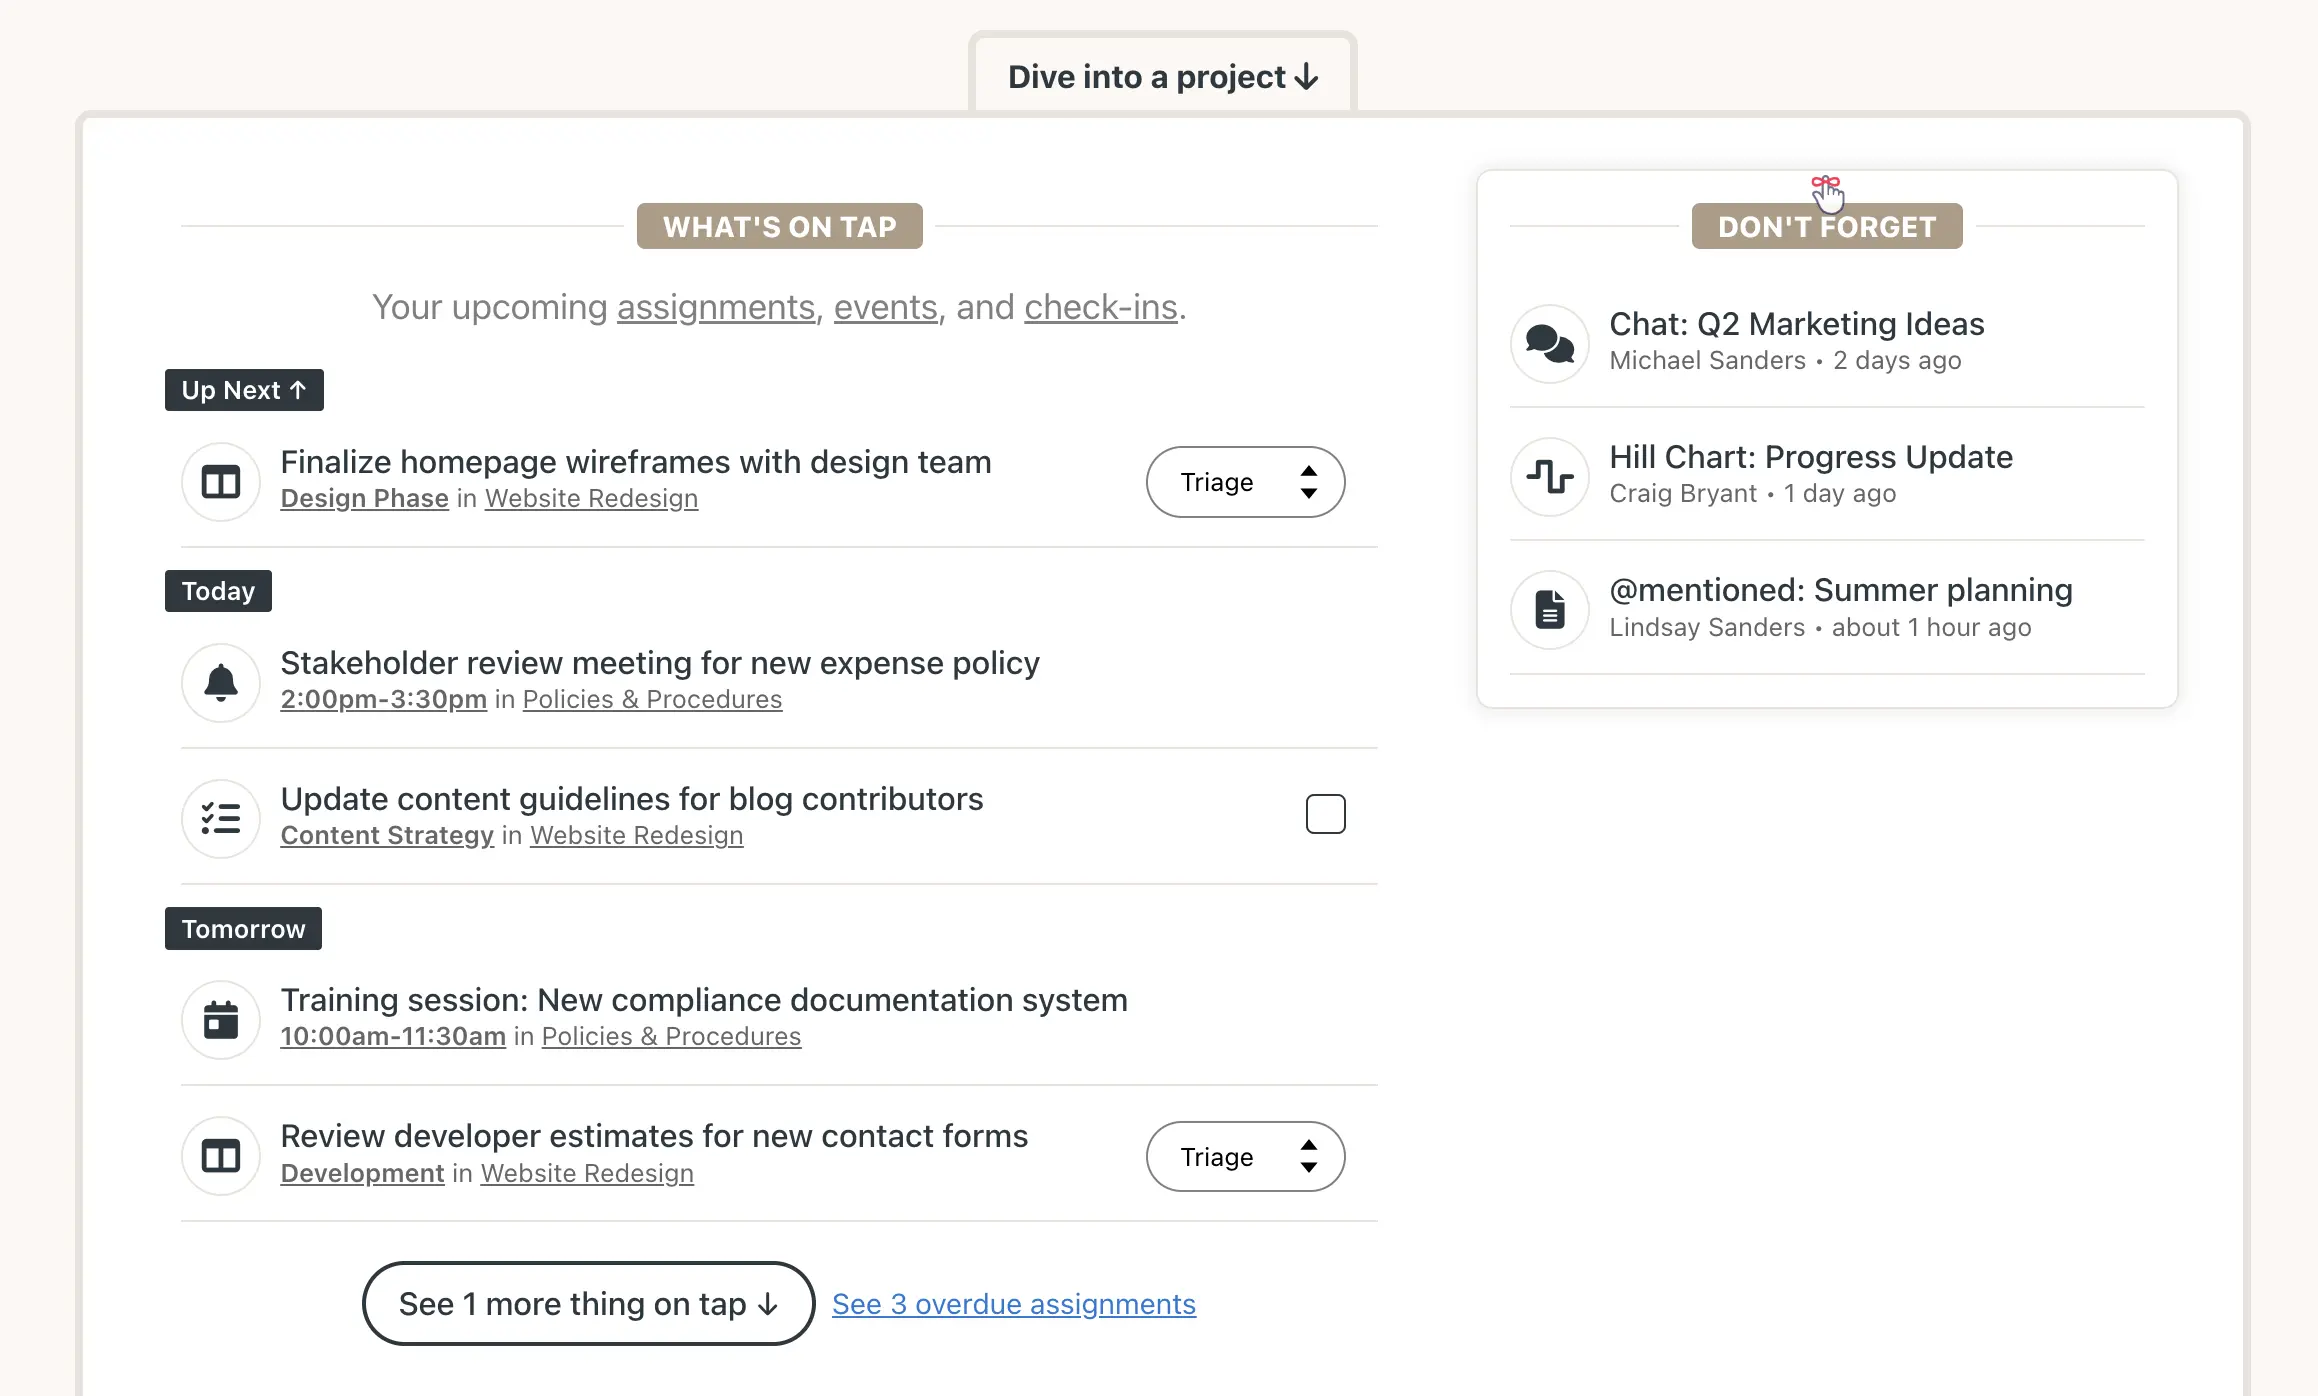 Dive into a project ↓
WHAT'S ON TAP
Your upcoming assignments, events, and check-ins.
Up Next ↑
Finalize homepage wireframes with design team
Design Phase in Website Redesign
Triage
Today
Stakeholder review meeting for new expense policy
2:00pm-3:30pm in Policies & Procedures
Update content guidelines for blog contributors
Content Strategy in Website Redesign
Tomorrow
Training session: New compliance documentation system
10:00am-11:30am in Policies & Procedures
Review developer estimates for new contact forms
Development in Website Redesign
Triage
See 1 more thing on tap ↓
See 3 overdue assignments
DON'T FORGET
Chat: Q2 Marketing Ideas
Michael Sanders • 2 days ago
Hill Chart: Progress Update
Craig Bryant • 1 day ago
@mentioned: Summer planning
Lindsay Sanders • about 1 hour ago